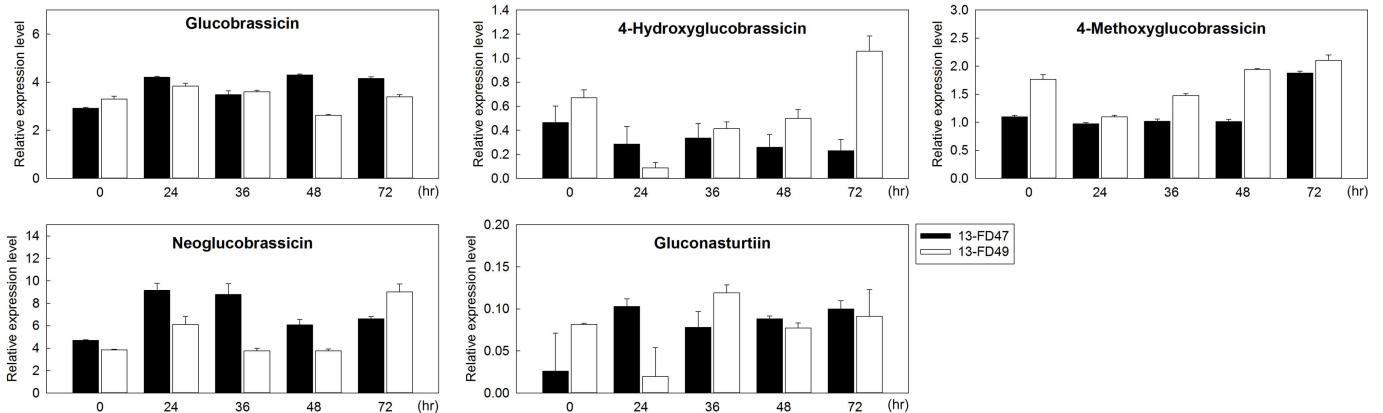 Glucobrassicin
Relative expression level
6
4
2
0
0 24 36 48 72 (hr)
4-Hydroxyglucobrassicin
Relative expression level
1.4
1.2
1.0
0.8
0.6
0.4
0.2
0.0
0 24 36 48 72 (hr)
4-Methoxyglucobrassicin
Relative expression level
3.0
2.5
2.0
1.5
1.0
0.5
0.0
0 24 36 48 72 (hr)
Neoglucobrassicin
Relative expression level
14
12
10
8
6
4
2
0
0 24 36 48 72 (hr)
Gluconasturtiin
Relative expression level
0.20
0.15
0.10
0.05
0.00
0 24 36 48 72 (hr)
13-FD47
13-FD49